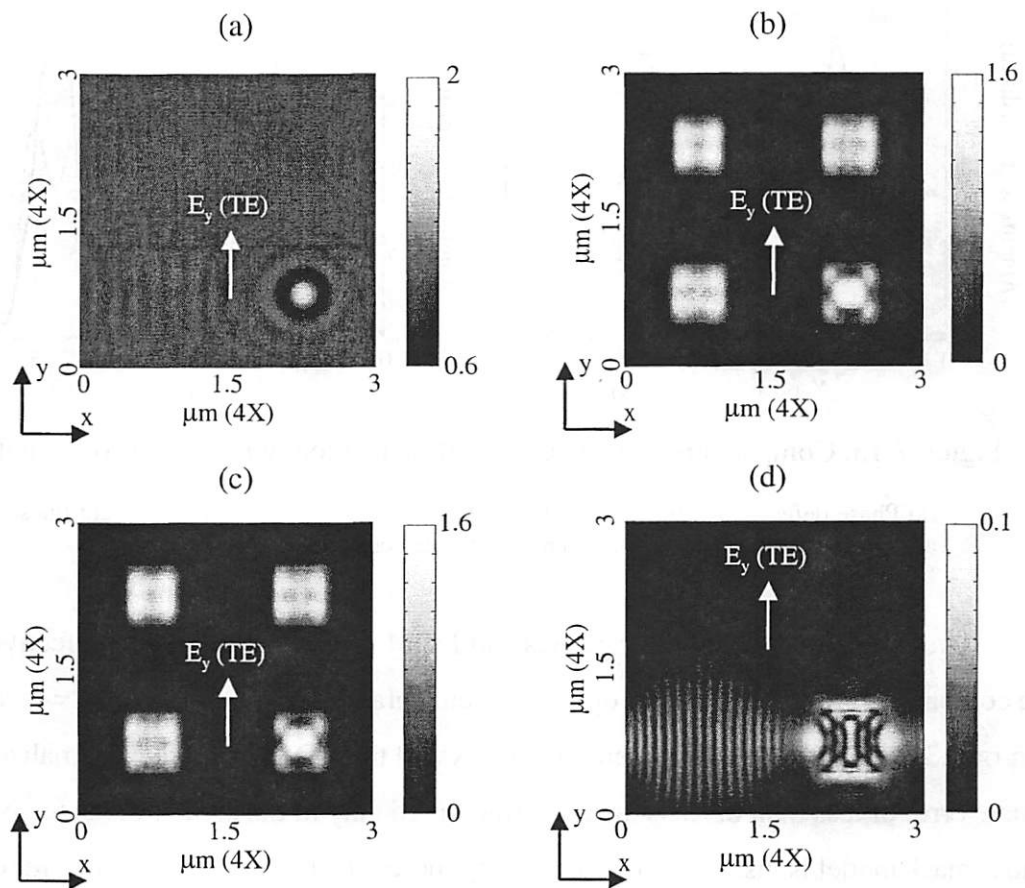 (a)
3
2
E_y (TE)
1.5
μm (4X)
0
0.6
y
0
1.5
3
x
μm (4X)
(b)
3
1.6
E_y (TE)
1.5
μm (4X)
0
0
y
0
1.5
3
x
μm (4X)
(c)
3
1.6
E_y (TE)
1.5
μm (4X)
0
0
y
0
1.5
3
x
μm (4X)
(d)
3
0.1
E_y (TE)
1.5
μm (4X)
0
0
y
0
1.5
3
x
μm (4X)